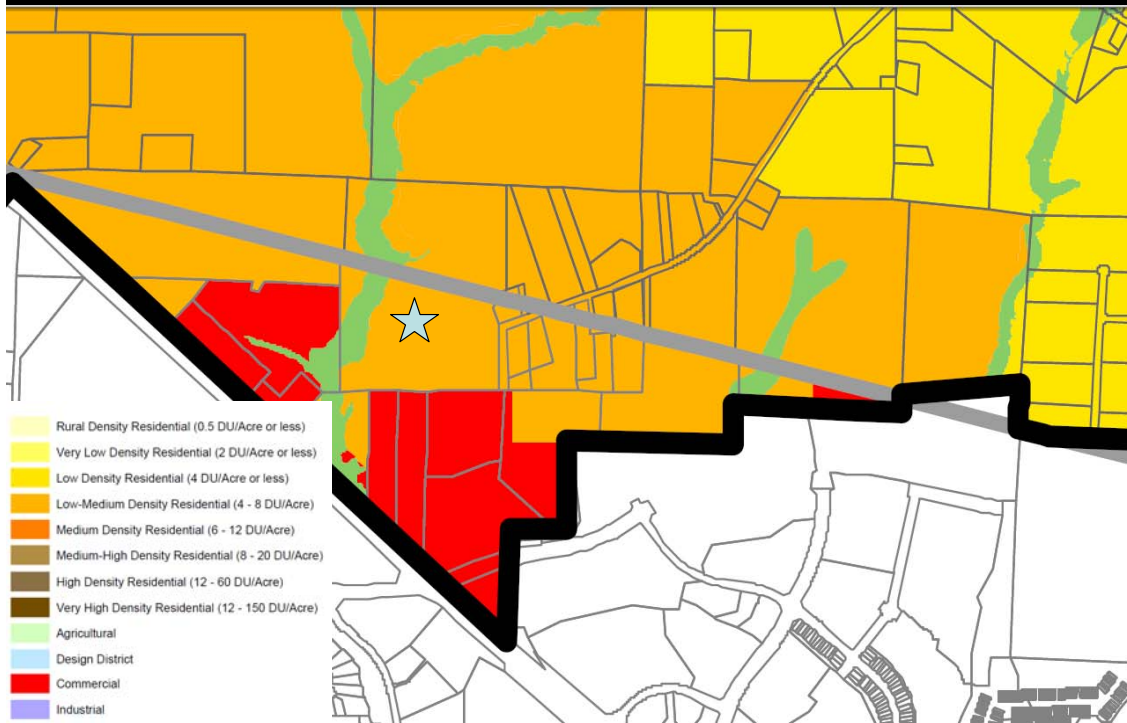 Rural Density Residential (0.5 DU/Acre or less)
Very Low Density Residential (2 DU/Acre or less)
Low Density Residential (4 DU/Acre or less)
Low-Medium Density Residential (4 - 8 DU/Acre)
Medium Density Residential (6 - 12 DU/Acre)
Medium-High Density Residential (8 - 20 DU/Acre)
High Density Residential (12 - 60 DU/Acre)
Very High Density Residential (12 - 150 DU/Acre)
Agricultural
Design District
Commercial
Industrial